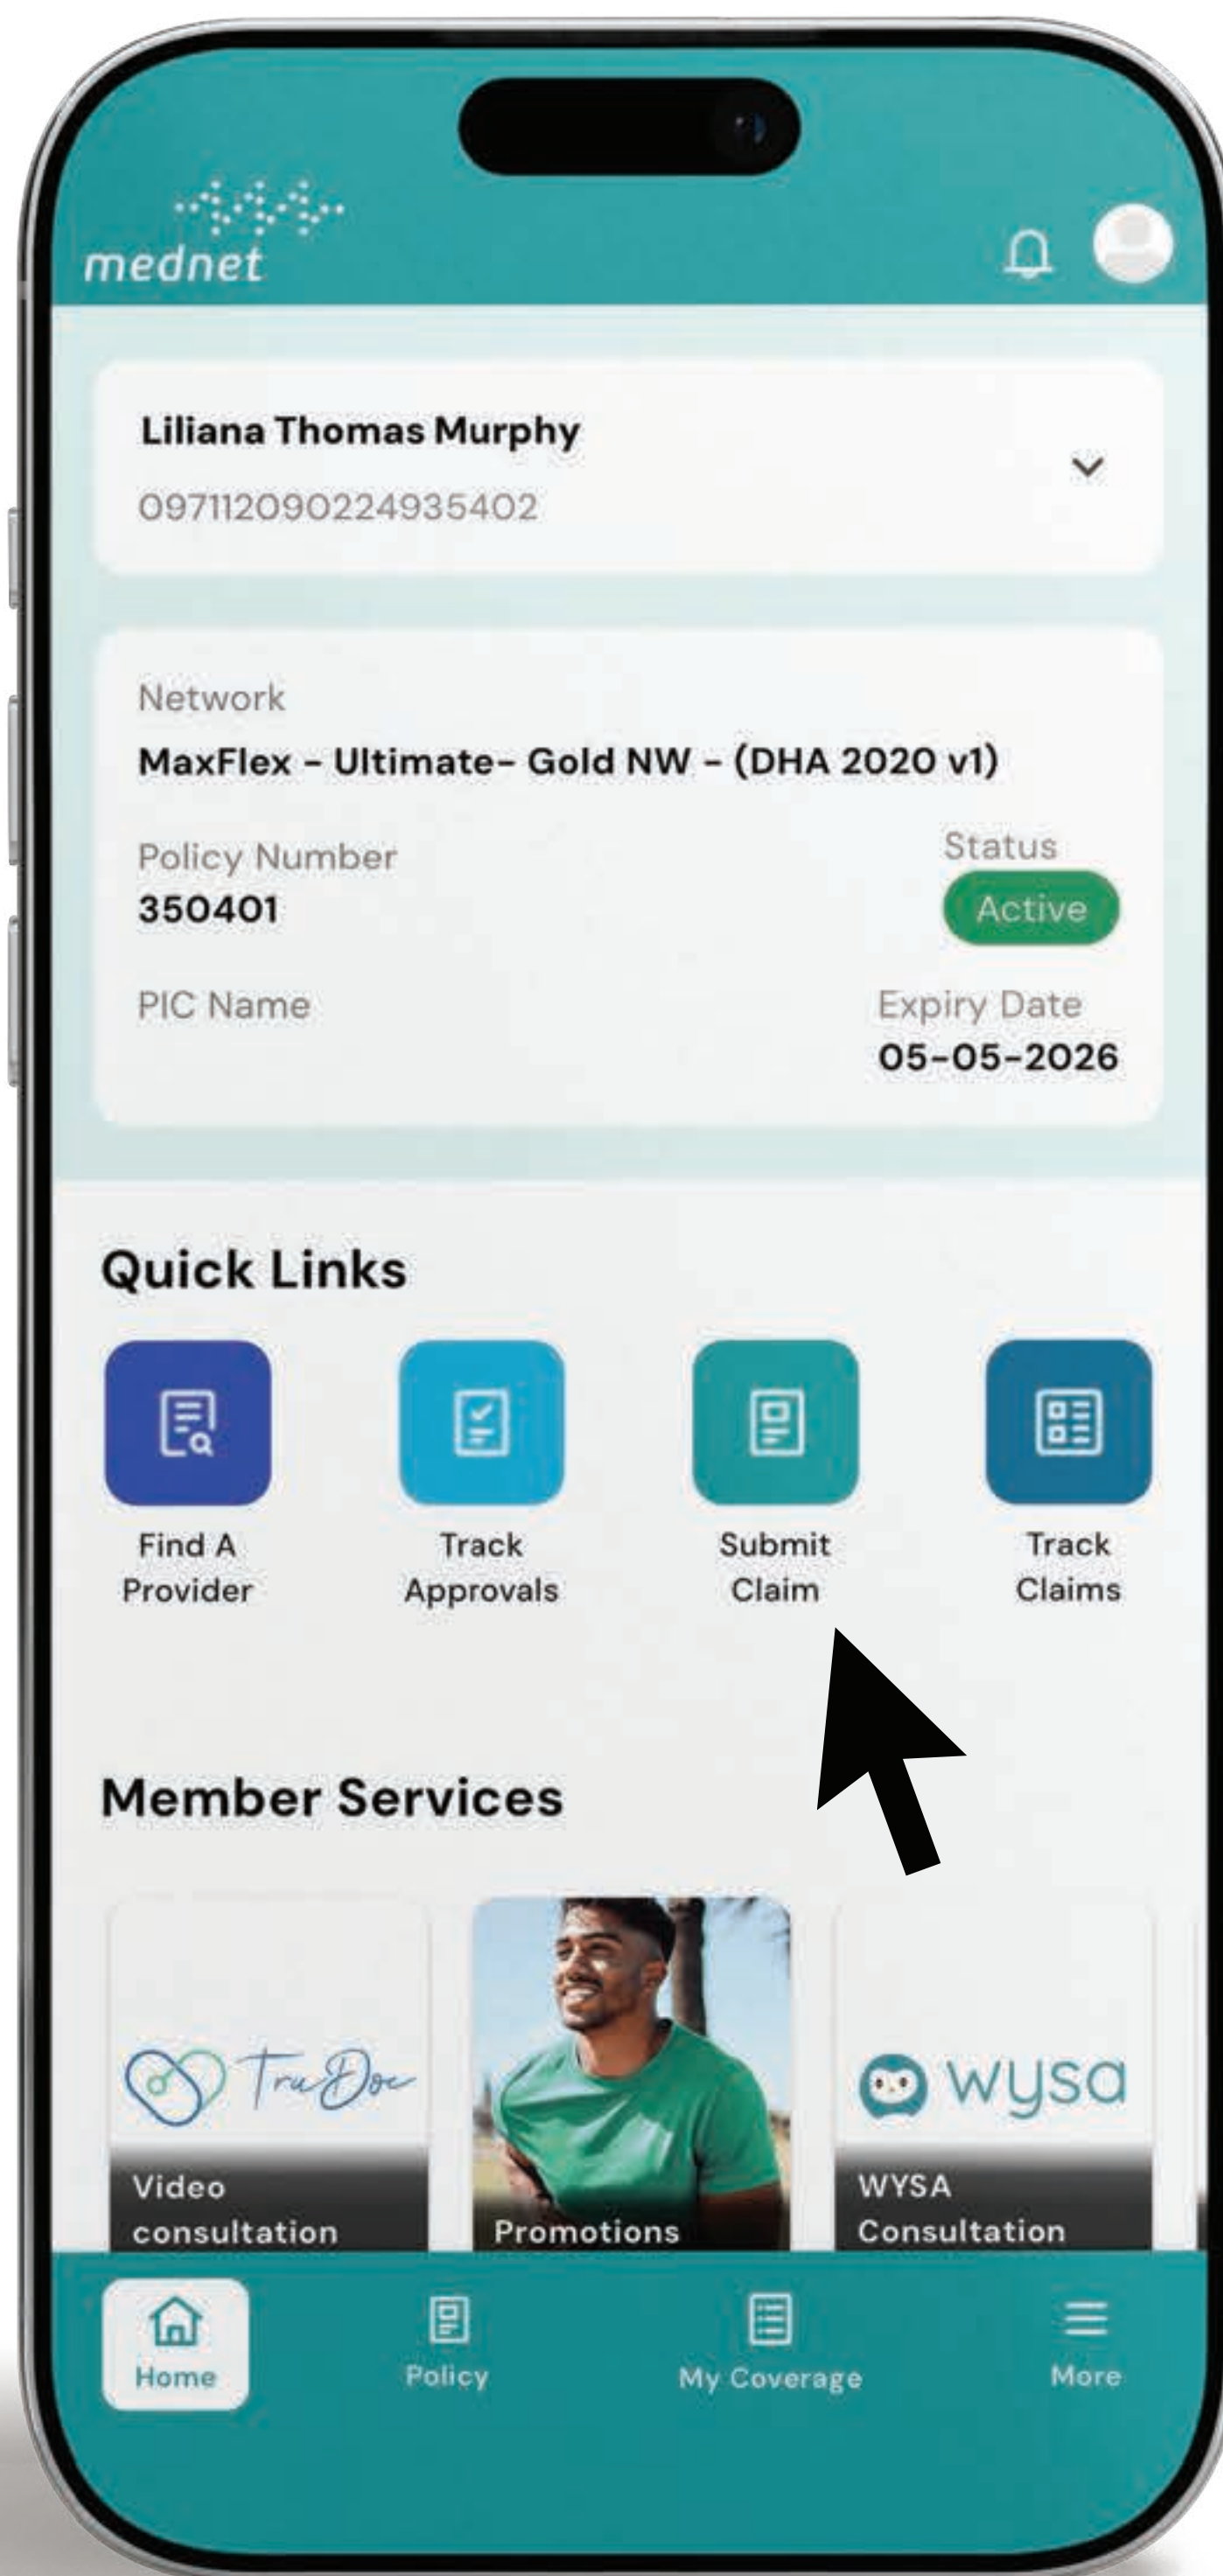 mednet
Liliana Thomas Murphy
097112090224935402
Network
MaxFlex - Ultimate- Gold NW - (DHA 2020 v1)
Policy Number
Status
350401
Active
PIC Name
Expiry Date
05-05-2026
Quick Links
Find A
Provider
Track
Approvals
Submit
Claim
Track
Claims
Member Services
TruDoc
Video
consultation
Promotions
wysa
WYSA
Consultation
Home
Policy
My Coverage
More